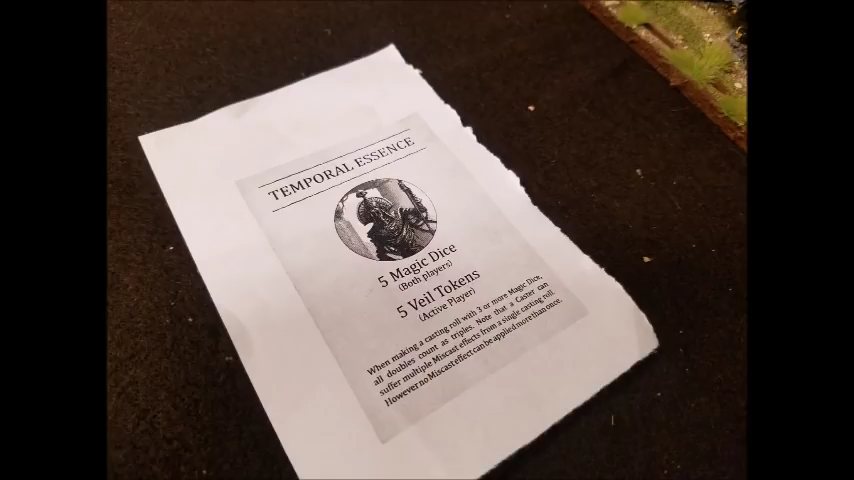 TEMPORAL ESSENCE
5 Magic Dice
(Both players)
5 Veil Tokens
(Active Player)
When making a casting roll with 3 or more Magic Dice,
all doubles count as triples. Note that a Caster can
suffer multiple Miscast effects from a single casting roll.
However no Miscast effect can be applied more than once.